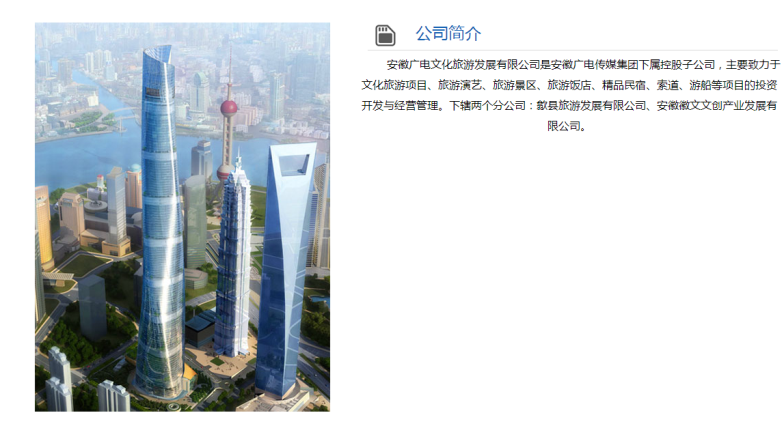 公司简介
安徽广电文化旅游发展有限公司是安徽广电传媒集团下属控股子公司，主要致力于
文化旅游项目、旅游演艺、旅游景区、旅游饭店、精品民宿、索道、游船等项目的投资
开发与经营管理。下辖两个分公司：歙县旅游发展有限公司、安徽徽文文创产业发展有
限公司。